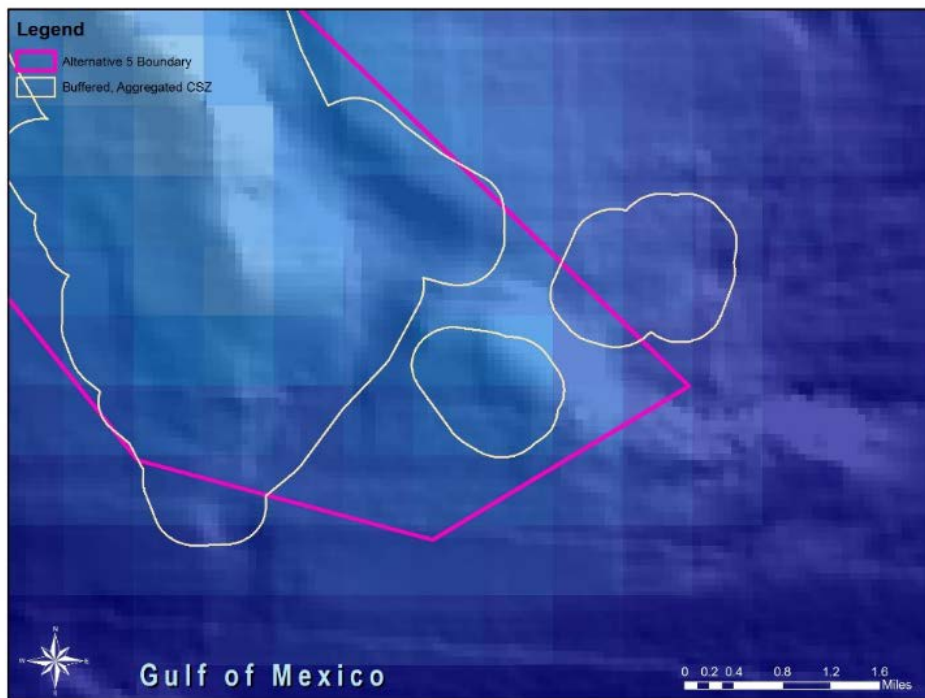 Legend
Alternative 5 Boundary
Buffered, Aggregated CSZ
N
W E
S
Gulf of Mexico
0 0.2 0.4 0.8 1.2 1.6
Miles